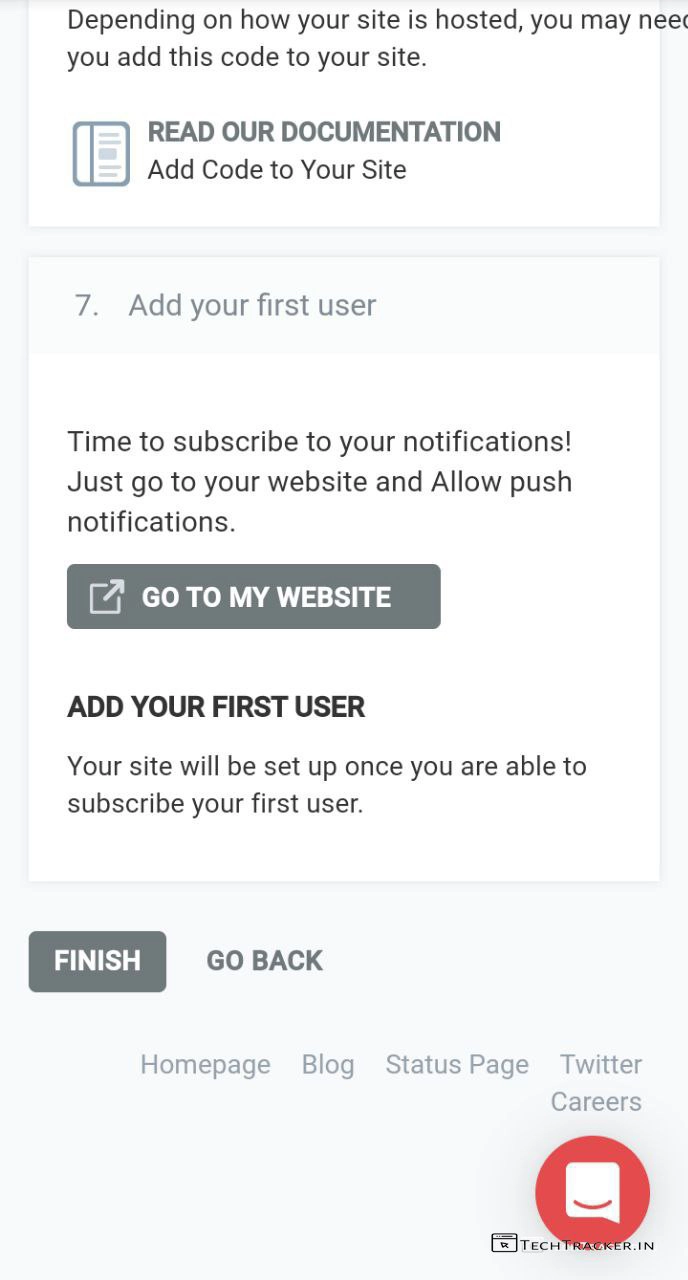 Depending on how your site is hosted, you may need
you add this code to your site.
READ OUR DOCUMENTATION
Add Code to Your Site
7. Add your first user
Time to subscribe to your notifications!
Just go to your website and Allow push
notifications.
GO TO MY WEBSITE
ADD YOUR FIRST USER
Your site will be set up once you are able to
subscribe your first user.
FINISH GO BACK
Homepage Blog Status Page Twitter
Careers
TECHTRACKER.IN